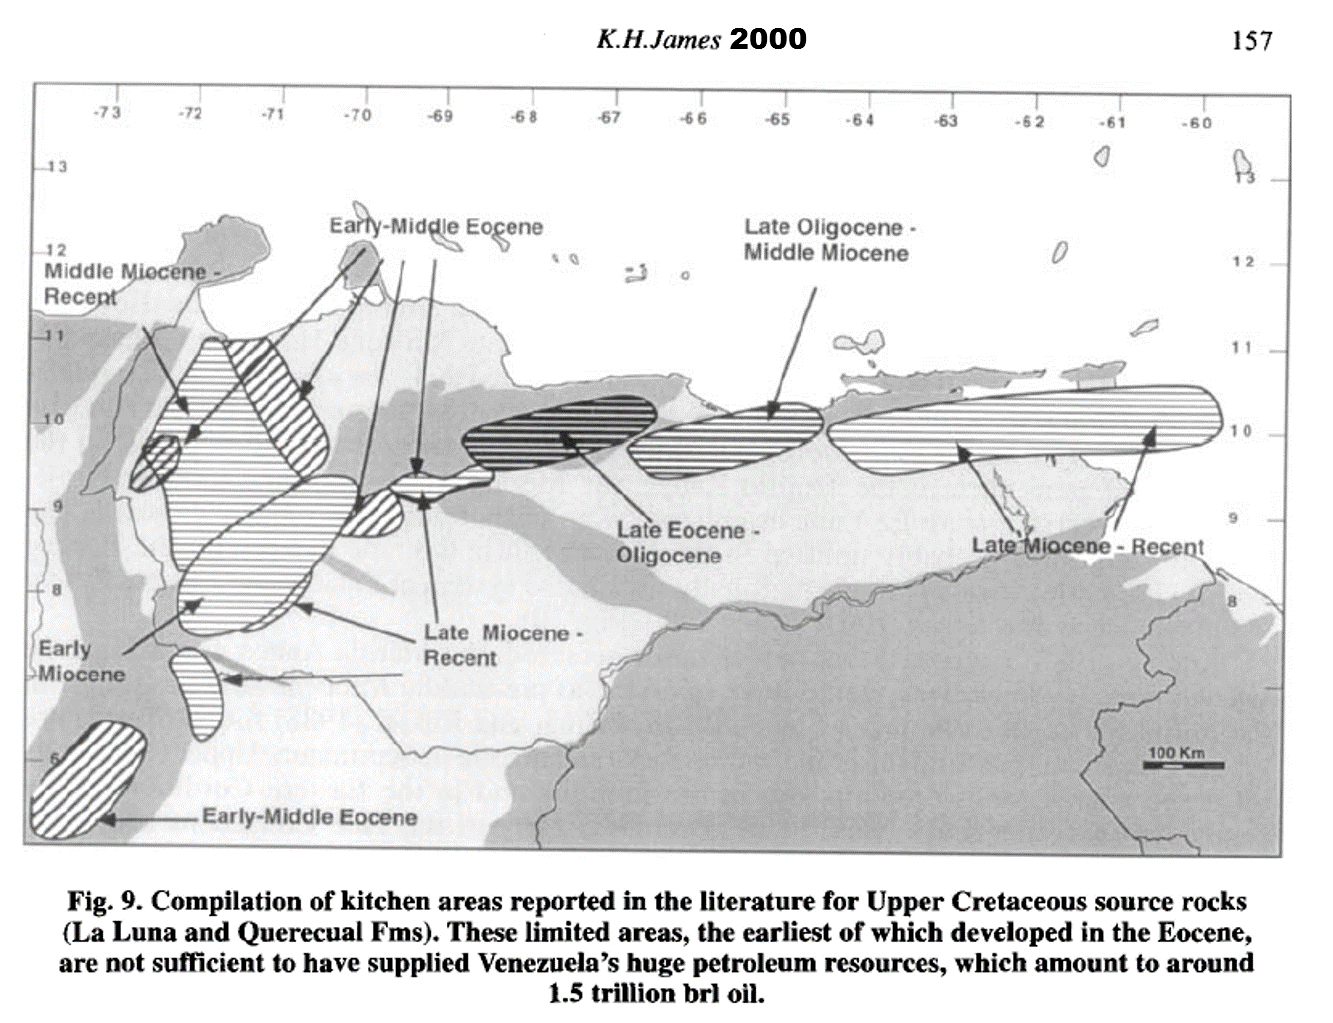 K.H.James 2000
157
-73 -72 -71 -70 -69 -68 -67 -66 -65 -64 -63 -62 -61 -60
13
13
Early-Middle Eocene
Late Oligocene -
Middle Miocene
12
12
Middle Miocene -
Recent
11
11
10
10
9
9
Late Eocene -
Oligocene
Late Miocene - Recent
8
8
Early
Miocene
Late Miocene -
Recent
6
100 Km
Early-Middle Eocene
Fig. 9. Compilation of kitchen areas reported in the literature for Upper Cretaceous source rocks
(La Luna and Querecual Fms). These limited areas, the earliest of which developed in the Eocene,
are not sufficient to have supplied Venezuela's huge petroleum resources, which amount to around
1.5 trillion brl oil.